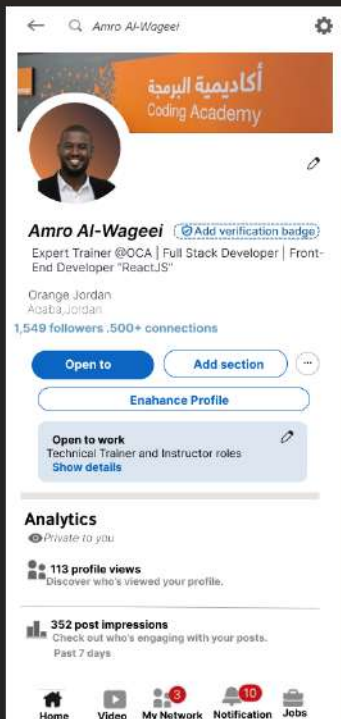 Amro Al-Wageei
أكاديمية البرمجة
Coding Academy
Amro Al-Wageei
Add verification badge
Expert Trainer @OCA | Full Stack Developer | Front-
End Developer "ReactJS"
Orange Jordan
Aqaba,Jordan
1,549 followers .500+ connections
Open to
Add section
...
Enahance Profile
Open to work
Technical Trainer and Instructor roles
Show details
Analytics
Private to you
113 profile views
Discover who's viewed your profile.
352 post impressions
Check out who's engaging with your posts.
Past 7 days
3
10
Home
Video
My Network
Notification
Jobs